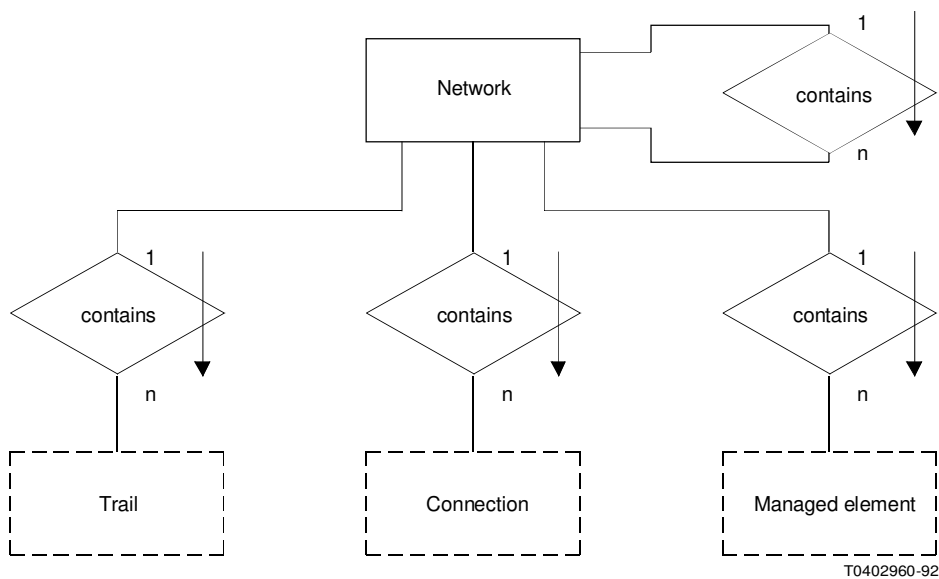 1
Network
contains
n
1
1
1
contains
contains
contains
n
n
n
Trail
Connection
Managed element
T0402960-92